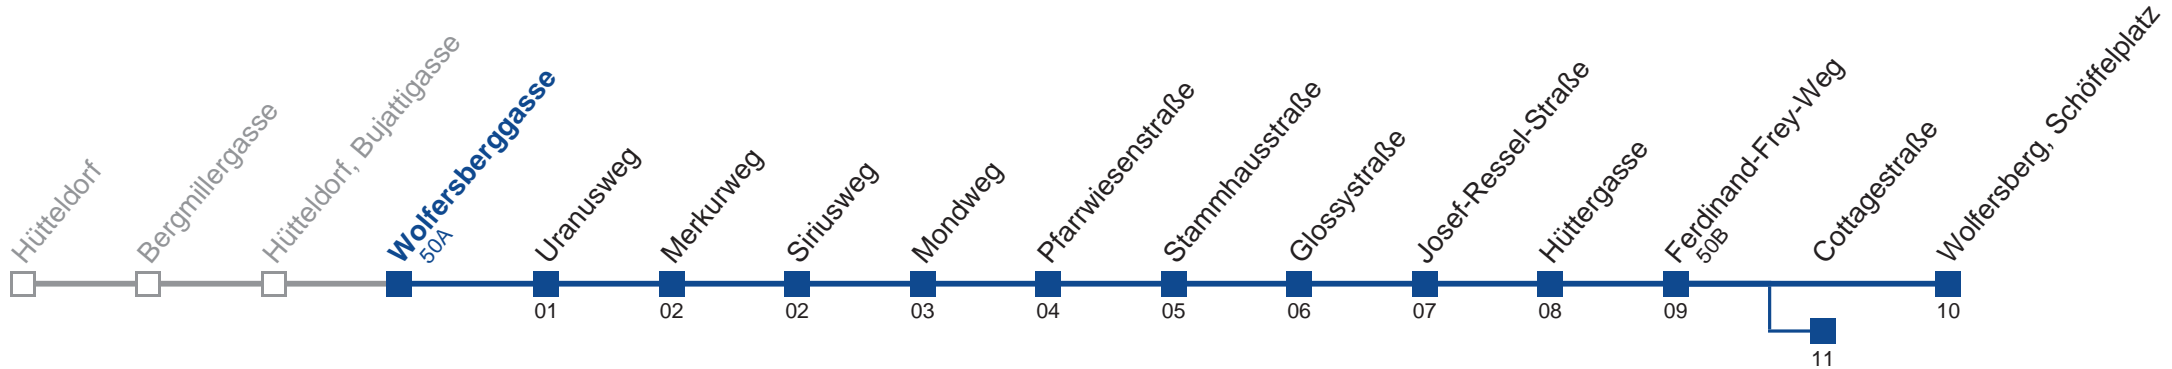 Hütteldorf
Bergmillergasse
Hütteldorf, Bujattigasse
Wolfersberggasse
50A
Uranusweg
Merkurweg
Siriusweg
Mondweg
Pfarrwiesenstraße
Stammhausstraße
Glossystraße
Josef-Ressel-Straße
Hüttergasse
Ferdinand-Frey-Weg
50B
Cottagestraße
Wolfersberg, Schöffelplatz
01
02
02
03
04
05
06
07
08
09
10
11